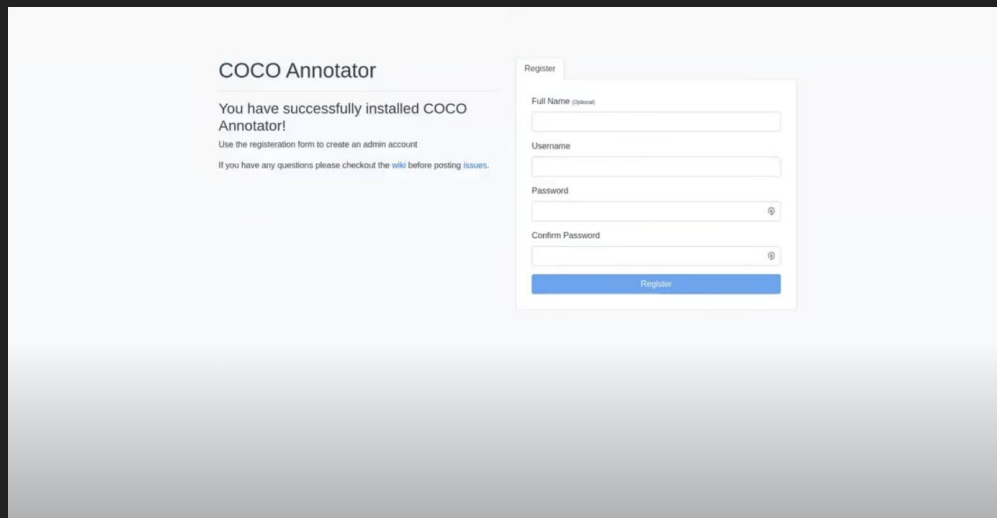 COCO Annotator
You have successfully installed COCO
Annotator!
Use the registeration form to create an admin account
If you have any questions please checkout the wiki before posting issues.
Register
Full Name (Optional)
Username
Password
Confirm Password
Register